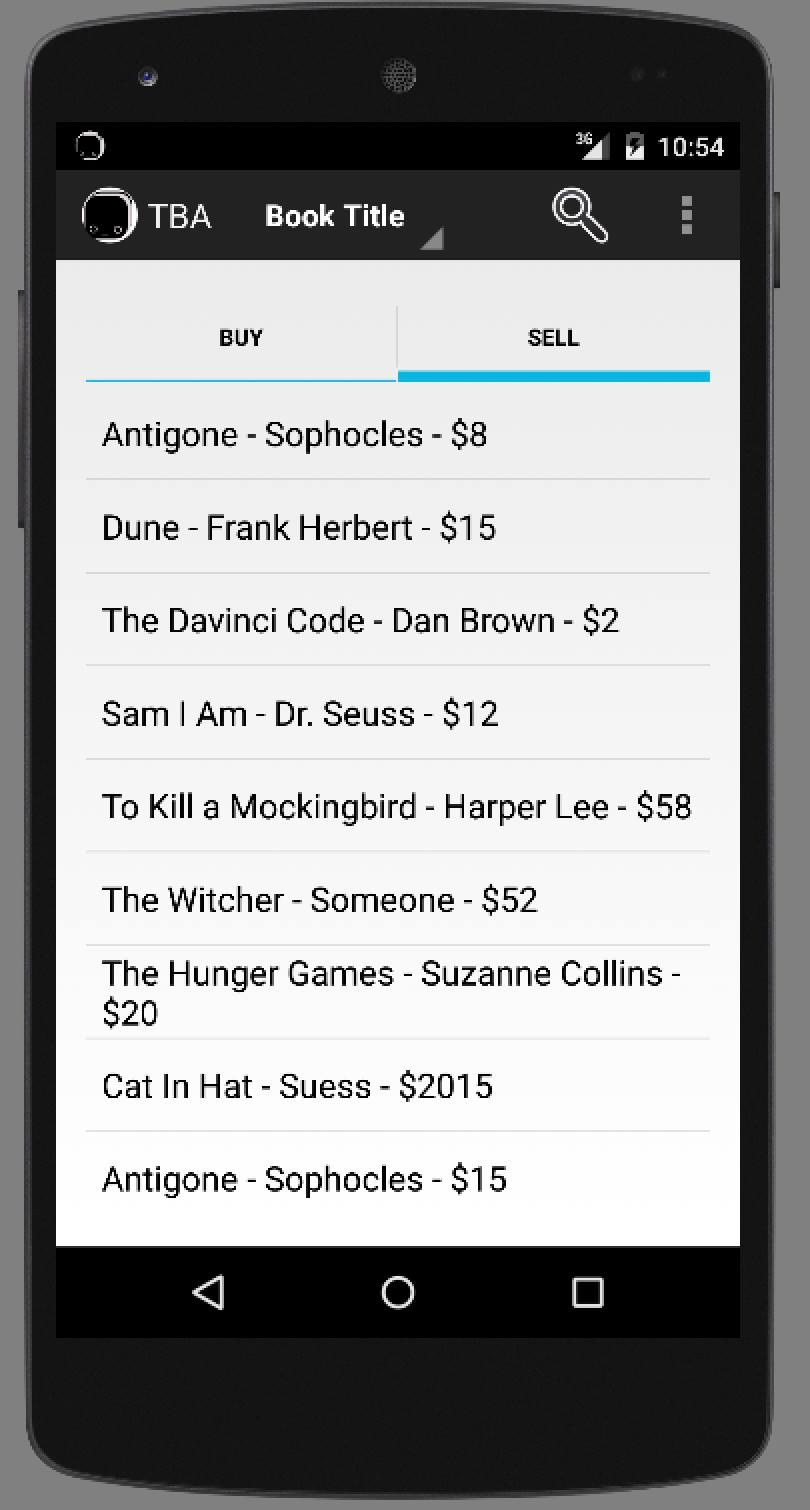 3G 10:54
TBA Book Title
BUY SELL
Antigone - Sophocles - $8
Dune - Frank Herbert - $15
The Davinci Code - Dan Brown - $2
Sam I Am - Dr. Seuss - $12
To Kill a Mockingbird - Harper Lee - $58
The Witcher - Someone - $52
The Hunger Games - Suzanne Collins -
$20
Cat In Hat - Suess - $2015
Antigone - Sophocles - $15